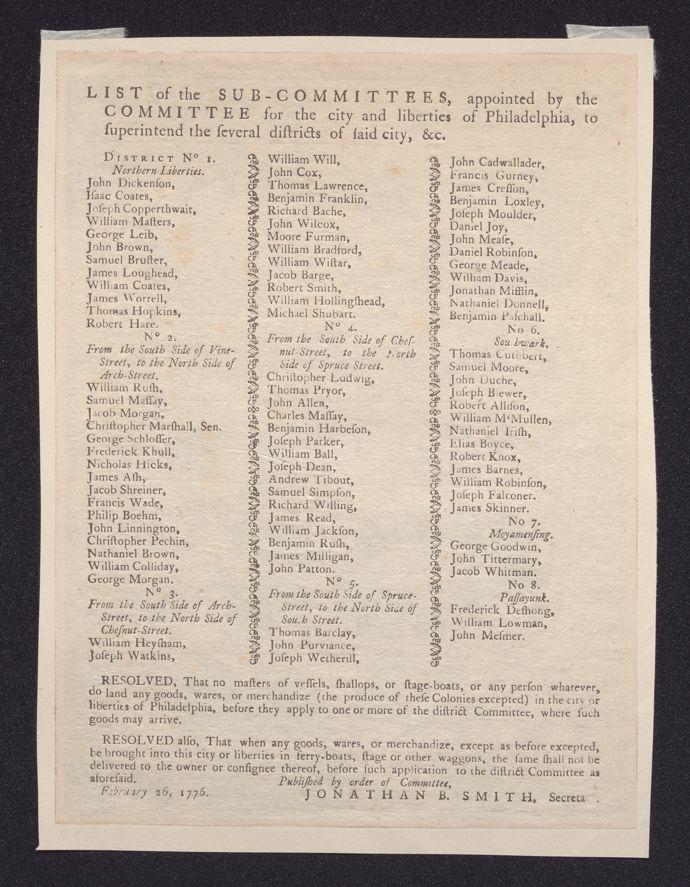 LIST of the SUB-COMMITTEES, appointed by the
COMMITTEE for the city and liberties of Philadelphia, to
ſuperintend the ſeveral diſtricts of ſaid city, &c.
DISTRICT No 1.
Northern Liberties.
John Dickenſon,
Iſaac Coates,
Joſeph Copperthwait,
William Maſters,
George Leib,
John Brown,
Samuel Bruſter,
James Loughead,
William Coates,
James Worrell,
Thomas Hopkins,
Robert Hare.
No 2.
From the South Side of Vine-
Street, to the North Side of
Arch-Street.
William Ruſh,
Samuel Maſſay,
Jacob Morgan,
Chriſtopher Marſhall, Sen.
George Schloſſer,
Frederick Khull,
Nicholas Hicks,
James Aſh,
Jacob Shreiner,
Francis Wade,
Philip Boehm,
John Linnington,
Chriſtopher Pechin,
Nathaniel Brown,
William Colliday,
George Morgan.
No 3.
From the South Side of Arch-
Street, to the North Side of
Cheſnut-Street.
William Heyſham,
Joſeph Watkins,
William Will,
John Cox,
Thomas Lawrence,
Benjamin Franklin,
Richard Bache,
John Wilcox,
Moore Furman,
William Bradford,
William Wiſtar,
Jacob Barge,
Robert Smith,
William Hollingſhead,
Michael Shubart.
No 4.
From the South Side of Cheſ-
nut-Street, to the North
Side of Spruce Street.
Chriſtopher Ludwig,
Thomas Pryor,
John Allen,
Charles Maſſay,
Benjamin Harbeſon,
Joſeph Parker,
William Ball,
Joſeph Dean,
Andrew Tibout,
Samuel Simpſon,
Richard Willing,
James Read,
William Jackſon,
Benjamin Ruſh,
James Milligan,
John Patton.
No 5.
From the South Side of Spruce-
Street, to the North Side of
South Street.
Thomas Barclay,
John Purviance,
Joſeph Wetherill,
John Cadwallader,
Francis Gurney,
James Creſſon,
Benjamin Loxley,
Joſeph Moulder,
Daniel Joy,
John Meaſe,
Daniel Robinſon,
George Meade,
William Davis,
Jonathan Mifflin,
Nathaniel Donnell,
Benjamin Paſchall.
No 6.
Southwark.
Thomas Cuthbert,
Samuel Moore,
John Duche,
Joſeph Blewer,
Robert Alliſon,
William M‘Mullen,
Nathaniel Iriſh,
Elias Boyce,
Robert Knox,
James Barnes,
William Robinſon,
Joſeph Falconer.
James Skinner.
No 7.
Moyamenſing.
George Goodwin,
John Tittermary,
Jacob Whitman.
No 8.
Paſſayunk.
Frederick Deſhong,
William Lowman,
John Meſmer.
RESOLVED, That no maſters of veſſels, ſhallops, or ſtage-boats, or any perſon whatever,
do land any goods, wares, or merchandize (the produce of theſe Colonies excepted) in the city or
liberties of Philadelphia, before they apply to one or more of the diſtrict Committee, where ſuch
goods may arrive.
RESOLVED alſo, That when any goods, wares, or merchandize, except as before excepted,
be brought into this city or liberties in ferry-boats, ſtage or other waggons, the ſame ſhall not be
delivered to the owner or conſignee thereof, before ſuch application to the diſtrict Committee as
aforeſaid. Publiſhed by order of Committee,
February 26, 1776. JONATHAN B. SMITH, Secreta